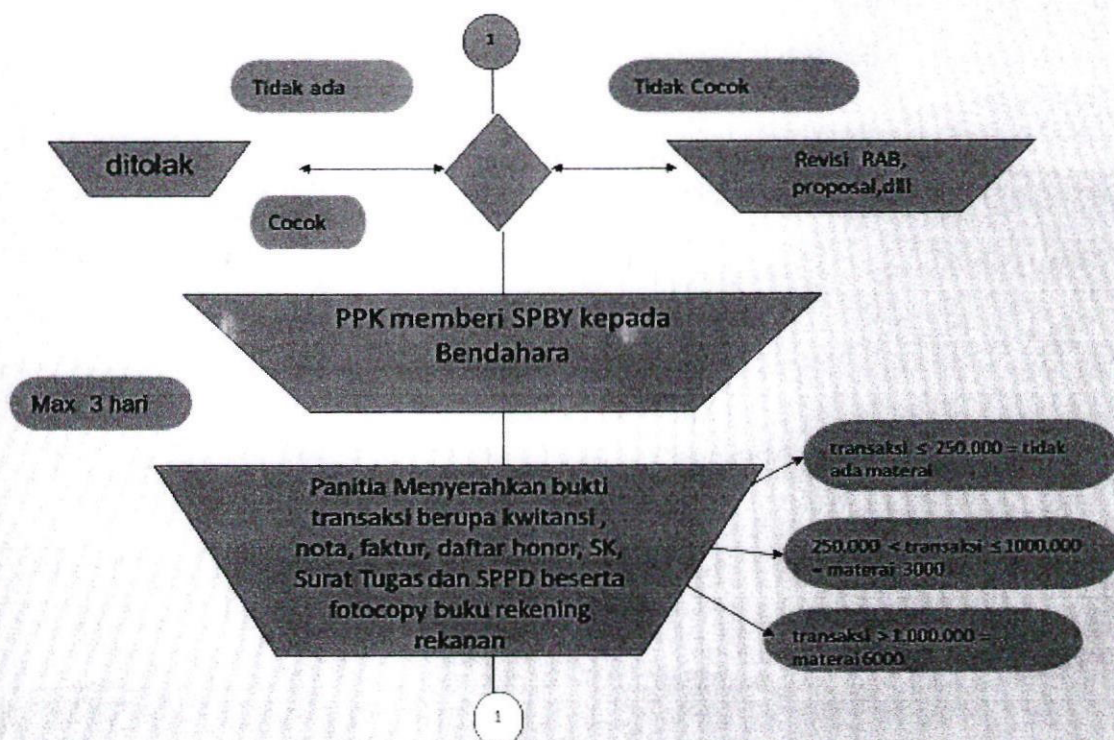 1
Tidak ada
Tidak Cocok
ditolak
Revisi RAB,
proposal,dlll
Cocok
PPK memberi SPBY kepada
Bendahara
Max 3 hari
transaksi ≤ 250.000 = tidak
ada materai
Panitia Menyerahkan bukti
transaksi berupa kwitansi ,
nota, faktur, daftar honor, SK,
Surat Tugas dan SPPD beserta
fotocopy buku rekening
rekanan
250.000 < transaksi ≤ 1000.000
= materai 3000
transaksi > 1.000.000 =
materai 6000
1